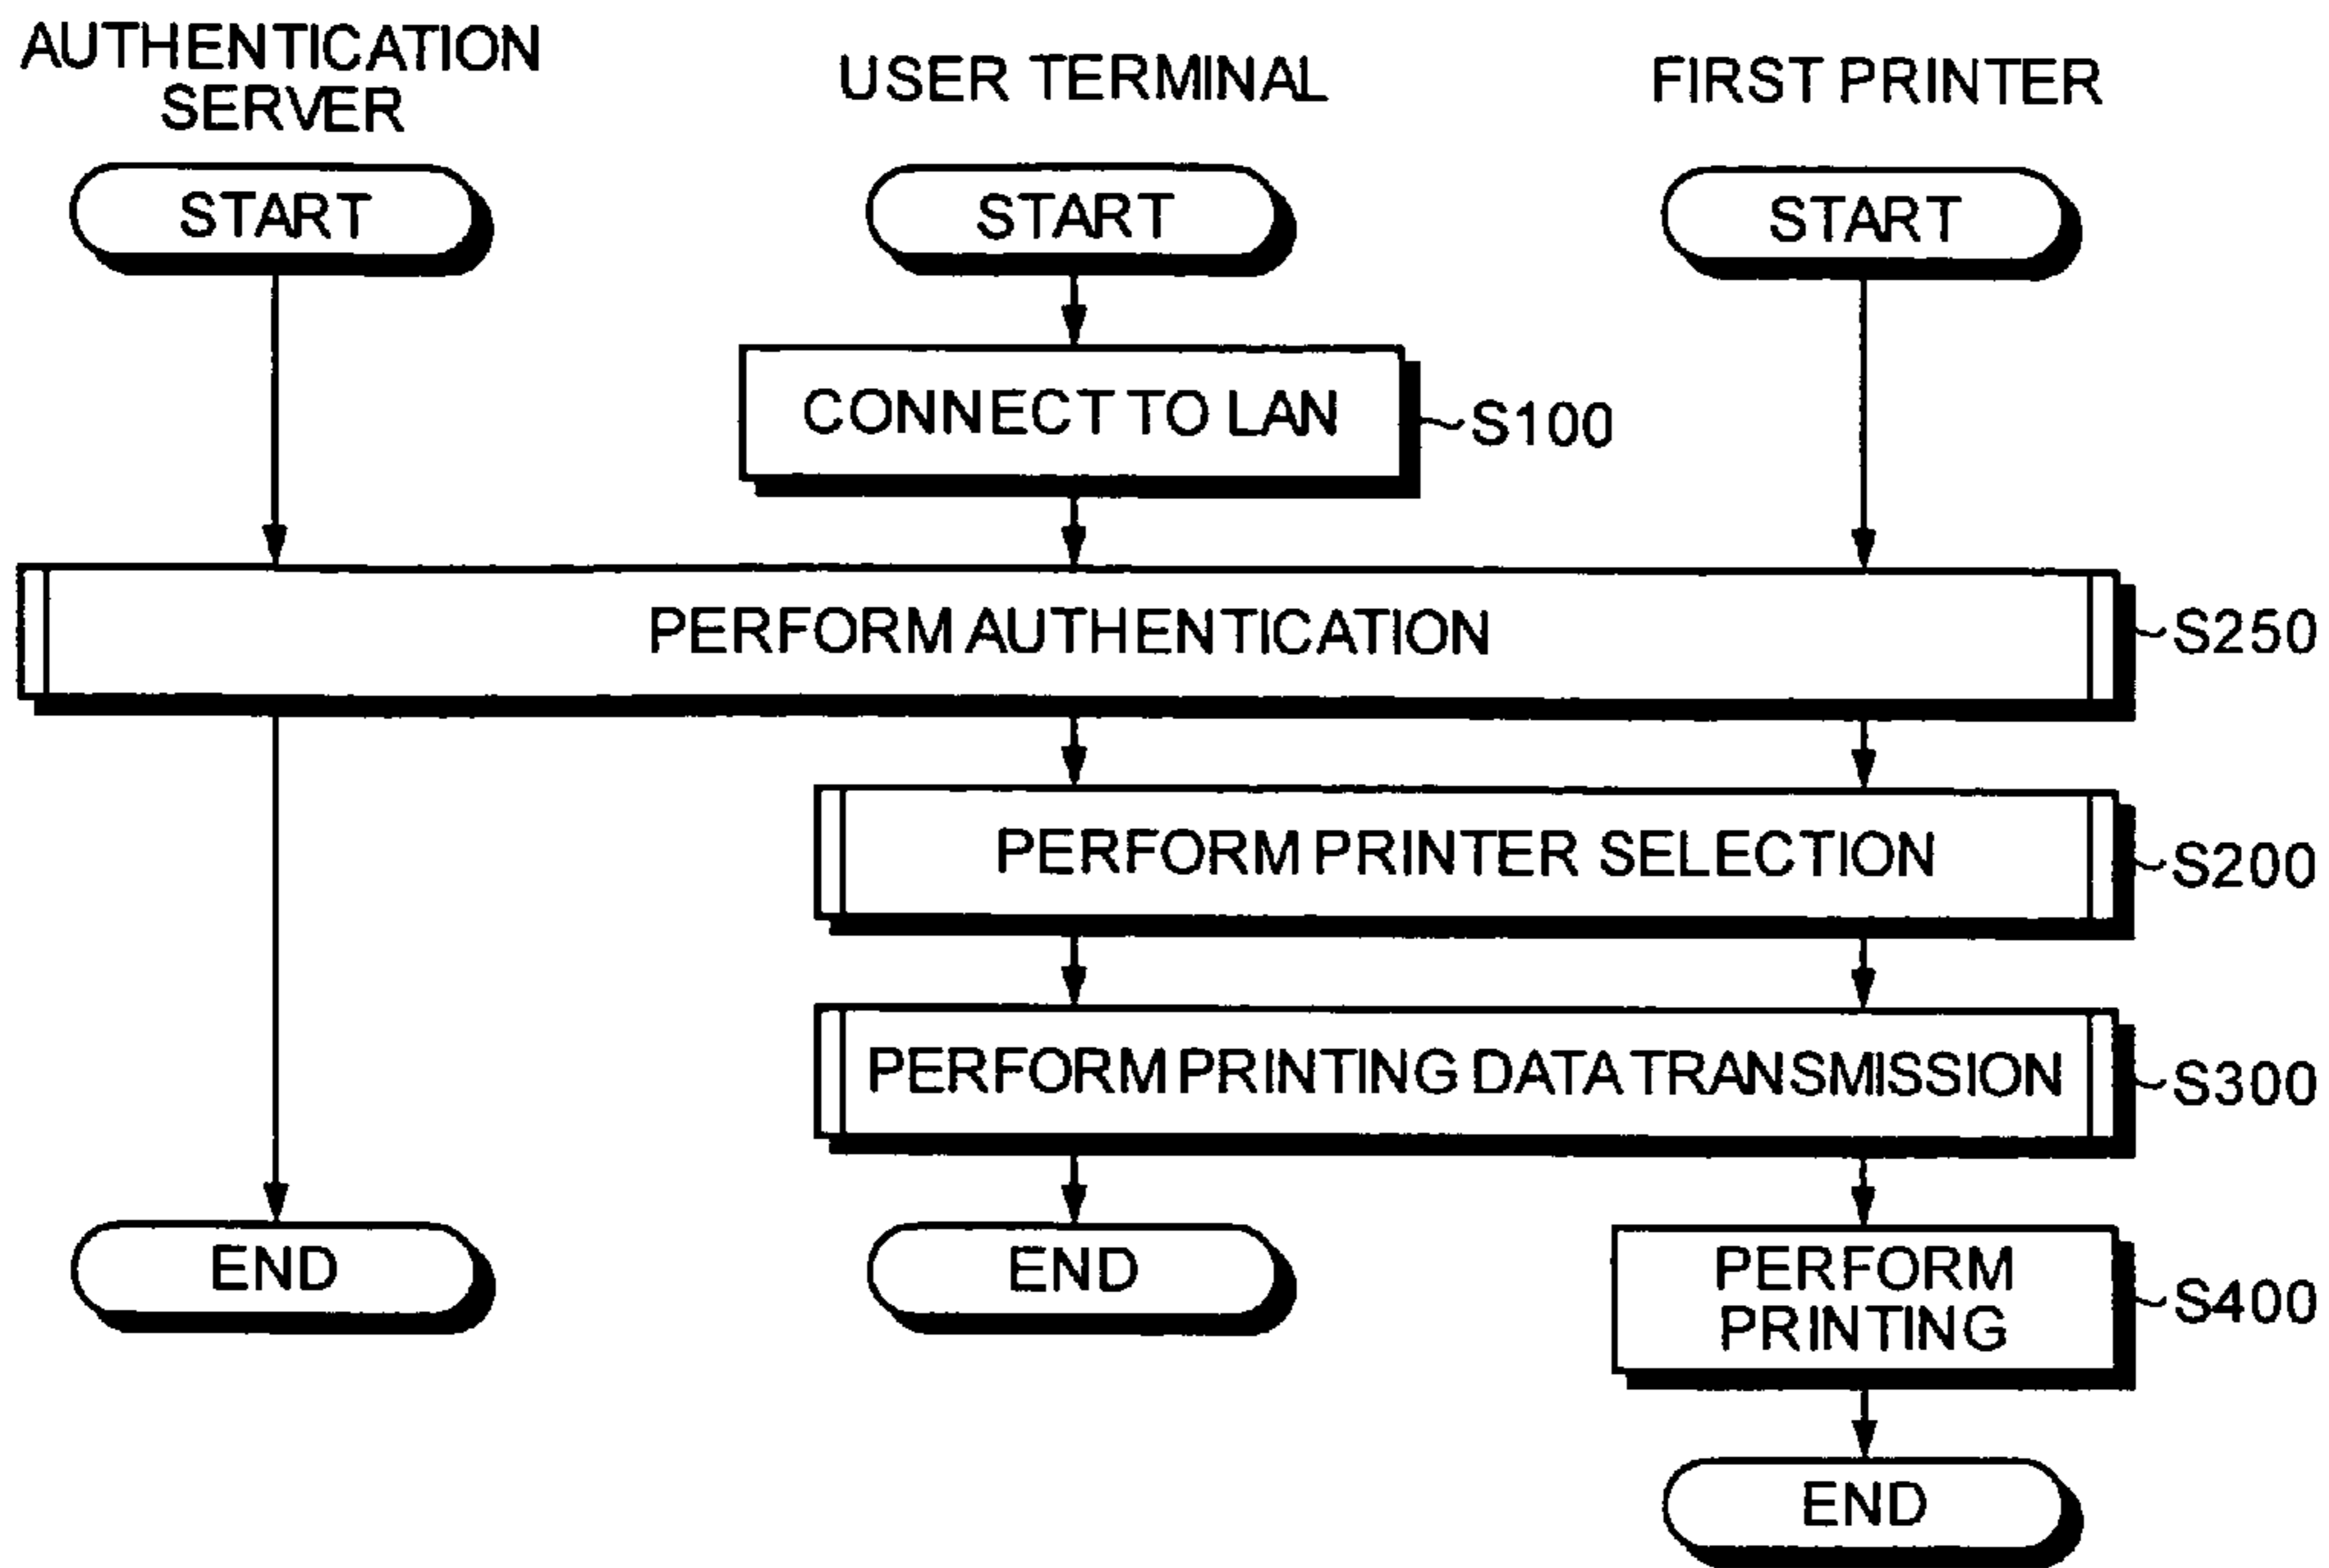 AUTHENTICATION
SERVER
USER TERMINAL
FIRST PRINTER
START
START
START
CONNECT TO LAN
S100
PERFORM AUTHENTICATION
S250
PERFORM PRINTER SELECTION
S200
PERFORM PRINTING DATA TRANSMISSION
S300
END
END
PERFORM
PRINTING
S400
END